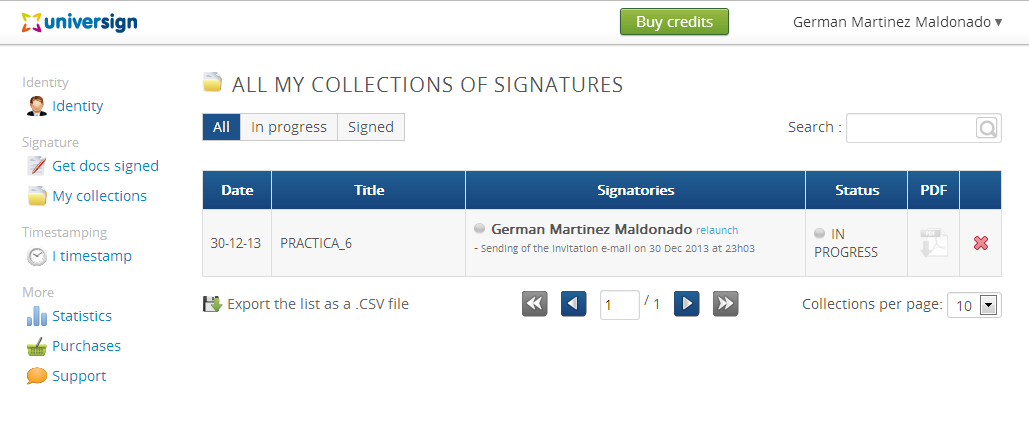 universign
Buy credits
German Martinez Maldonado ▾
Identity
Identity
Signature
Get docs signed
My collections
Timestamping
I timestamp
More
Statistics
Purchases
Support
ALL MY COLLECTIONS OF SIGNATURES
All In progress Signed
Search :
Date Title Signatories Status PDF
30-12-13 PRACTICA_6 German Martinez Maldonado relaunch
- Sending of the Invitation e-mail on 30 Dec 2013 at 23h03
IN
PROGRESS
PDF
Export the list as a .CSV file
1 / 1
Collections per page: 10